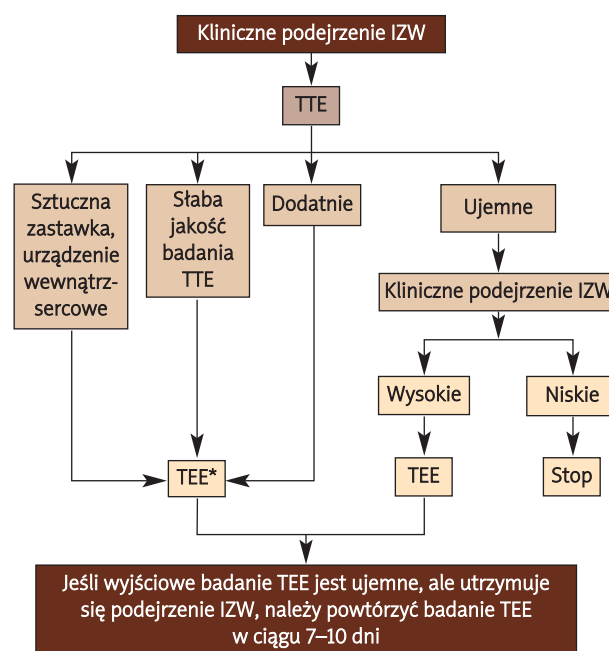 Kliniczne podejrzenie IZW
TTE
Sztuczna
zastawka,
urządzenie
wewnątrz-
sercowe
Słaba
jakość
badania
TTE
Dodatnie
Ujemne
Kliniczne podejrzenie IZW
Wysokie
Niskie
TEE*
TEE
Stop
Jeśli wyjściowe badanie TEE jest ujemne, ale utrzymuje
się podejrzenie IZW, należy powtórzyć badanie TEE
w ciągu 7–10 dni